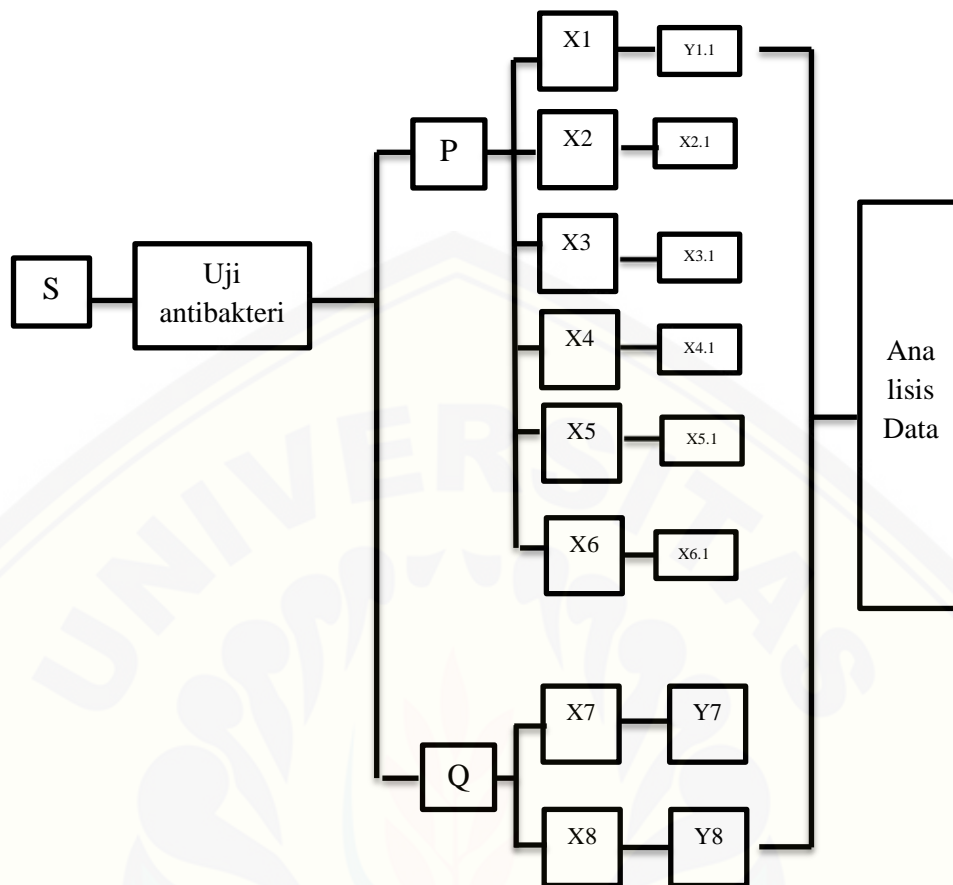 X1
Y1.1
P
X2
X2.1
X3
X3.1
S
Uji
antibakteri
X4
X4.1
Ana
lisis
Data
X5
X5.1
X6
X6.1
UNIVERSITAS
X7
Y7
Q
X8
Y8